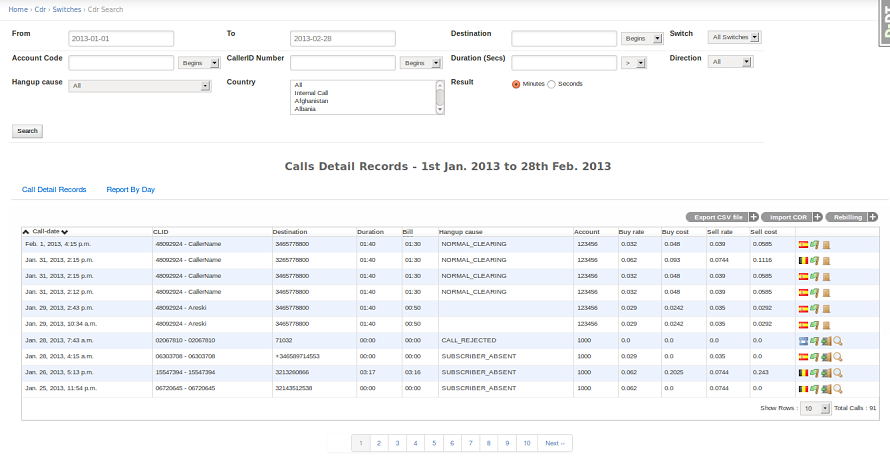 Home › Cdr › Switches › Cdr Search
From 2013-01-01 To 2013-02-28 Destination Begins Switch All Switches
Account Code Begins CallerID Number Begins Duration (Secs) > Direction All
Hangup cause All Country All Result Minutes Seconds
Internal Call
Afghanistan
Albania
Search
Calls Detail Records - 1st Jan. 2013 to 28th Feb. 2013
Call Detail Records Report By Day
Export CSV file Import CDR Rebilling
Call-date CLID Destination Duration Bill Hangup cause Account Buy rate Buy cost Sell rate Sell cost
Feb. 1, 2013, 4:15 p.m. 48092924 - CallerName 3465778800 01:40 01:30 NORMAL_CLEARING 123456 0.032 0.048 0.039 0.0585
Jan. 31, 2013, 2:15 p.m. 48092924 - CallerName 3265778800 01:40 01:30 NORMAL_CLEARING 123456 0.062 0.093 0.0744 0.1116
Jan. 31, 2013, 2:15 p.m. 48092924 - CallerName 3465778800 01:40 01:30 NORMAL_CLEARING 123456 0.032 0.048 0.039 0.0585
Jan. 31, 2013, 2:12 p.m. 48092924 - CallerName 3465778800 01:40 01:30 NORMAL_CLEARING 123456 0.032 0.048 0.039 0.0585
Jan. 29, 2013, 2:43 p.m. 48092924 - Areski 3465778800 01:40 00:50 123456 0.029 0.0242 0.035 0.0292
Jan. 29, 2013, 10:34 a.m. 48092924 - Areski 3465778800 01:40 00:50 123456 0.029 0.0242 0.035 0.0292
Jan. 28, 2013, 7:43 a.m. 02067810 - 02067810 71032 00:00 00:00 CALL_REJECTED 1000 0.0 0.0 0.0 0.0
Jan. 28, 2013, 4:15 a.m. 06303708 - 06303708 +346589714553 00:00 00:00 SUBSCRIBER_ABSENT 1000 0.029 0.0 0.035 0.0
Jan. 26, 2013, 5:13 p.m. 15547394 - 15547394 3213260866 03:17 03:16 SUBSCRIBER_ABSENT 1000 0.062 0.2025 0.0744 0.243
Jan. 25, 2013, 11:54 p.m. 06720645 - 06720645 32143512538 00:00 00:00 SUBSCRIBER_ABSENT 1000 0.062 0.0 0.0744 0.0
Show Rows : 10 Total Calls : 91
1 2 3 4 5 6 7 8 9 10 Next ››